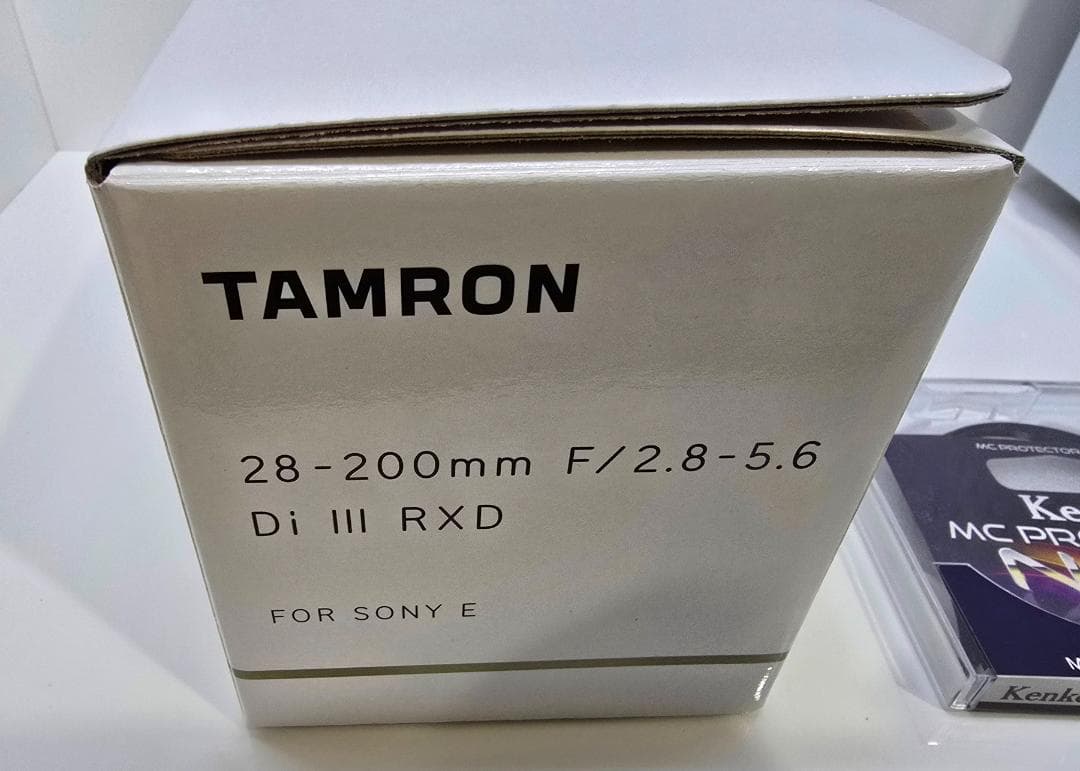 TAMRON
28-200mm F/2.8-5.6
Di III RXD
FOR SONY E
MC PROTECTOR
Ke
MC PRO
Kenko